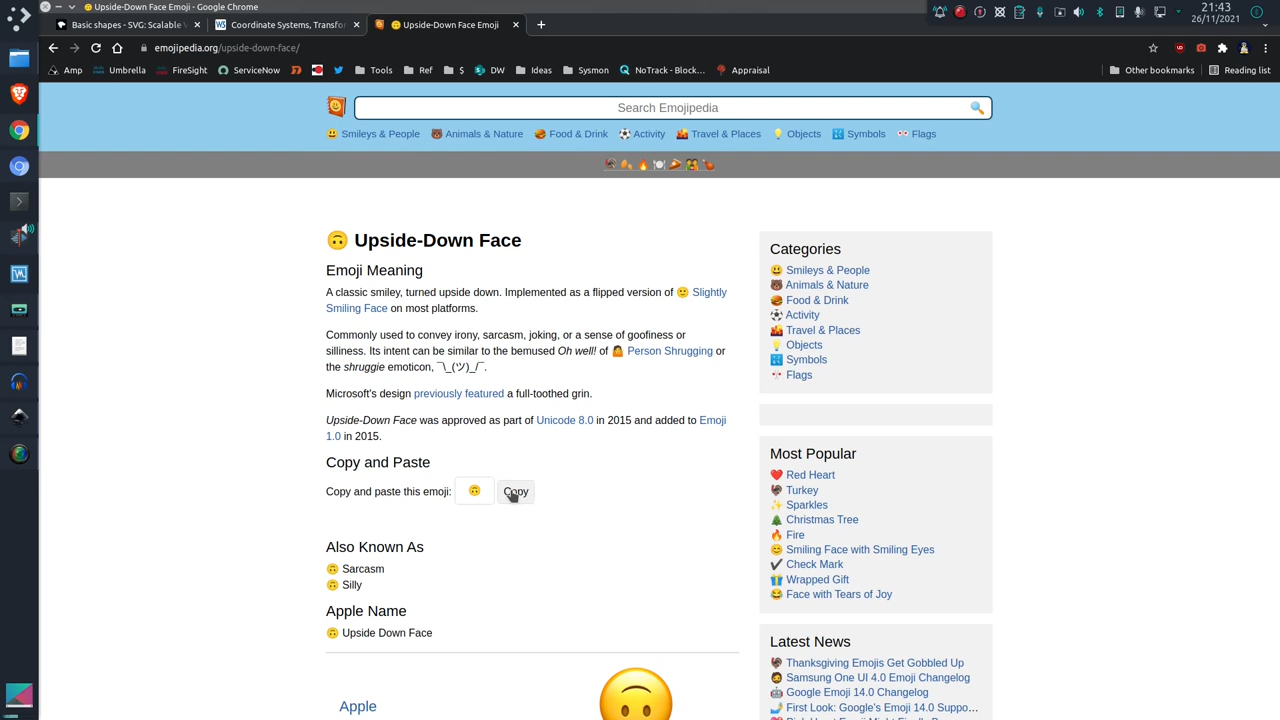 Upside-Down Face Emoji - Google Chrome
21:43
26/11/2021
Basic shapes - SVG: Scalable V
Coordinate Systems, Transfor
🙃 Upside-Down Face Emoji
emojipedia.org/upside-down-face/
Amp
Umbrella
FireSight
ServiceNow
Tools
Ref
$
DW
Ideas
Sysmon
NoTrack - Block...
Appraisal
Other bookmarks
Reading list
Search Emojipedia
😃 Smileys & People 🐻 Animals & Nature 🍔 Food & Drink ⚽ Activity 🌇 Travel & Places 💡 Objects 🔣 Symbols 🎌 Flags
🙃 Upside-Down Face
Emoji Meaning
A classic smiley, turned upside down. Implemented as a flipped version of 🙂 Slightly
Smiling Face on most platforms.
Commonly used to convey irony, sarcasm, joking, or a sense of goofiness or
silliness. Its intent can be similar to the bemused Oh well! of 🤷 Person Shrugging or
the shruggie emoticon, ¯\_(ツ)_/¯.
Microsoft's design previously featured a full-toothed grin.
Upside-Down Face was approved as part of Unicode 8.0 in 2015 and added to Emoji
1.0 in 2015.
Copy and Paste
Copy and paste this emoji: 🙃 Copy
Also Known As
🙃 Sarcasm
🙃 Silly
Apple Name
🙃 Upside Down Face
Apple
Categories
😃 Smileys & People
🐻 Animals & Nature
🍔 Food & Drink
⚽ Activity
🌇 Travel & Places
💡 Objects
🔣 Symbols
🎌 Flags
Most Popular
❤️ Red Heart
🦃 Turkey
✨ Sparkles
🎄 Christmas Tree
🔥 Fire
😊 Smiling Face with Smiling Eyes
✔️ Check Mark
🎁 Wrapped Gift
😂 Face with Tears of Joy
Latest News
🦃 Thanksgiving Emojis Get Gobbled Up
🧔 Samsung One UI 4.0 Emoji Changelog
🤖 Google Emoji 14.0 Changelog
First Look: Google's Emoji 14.0 Suppo...